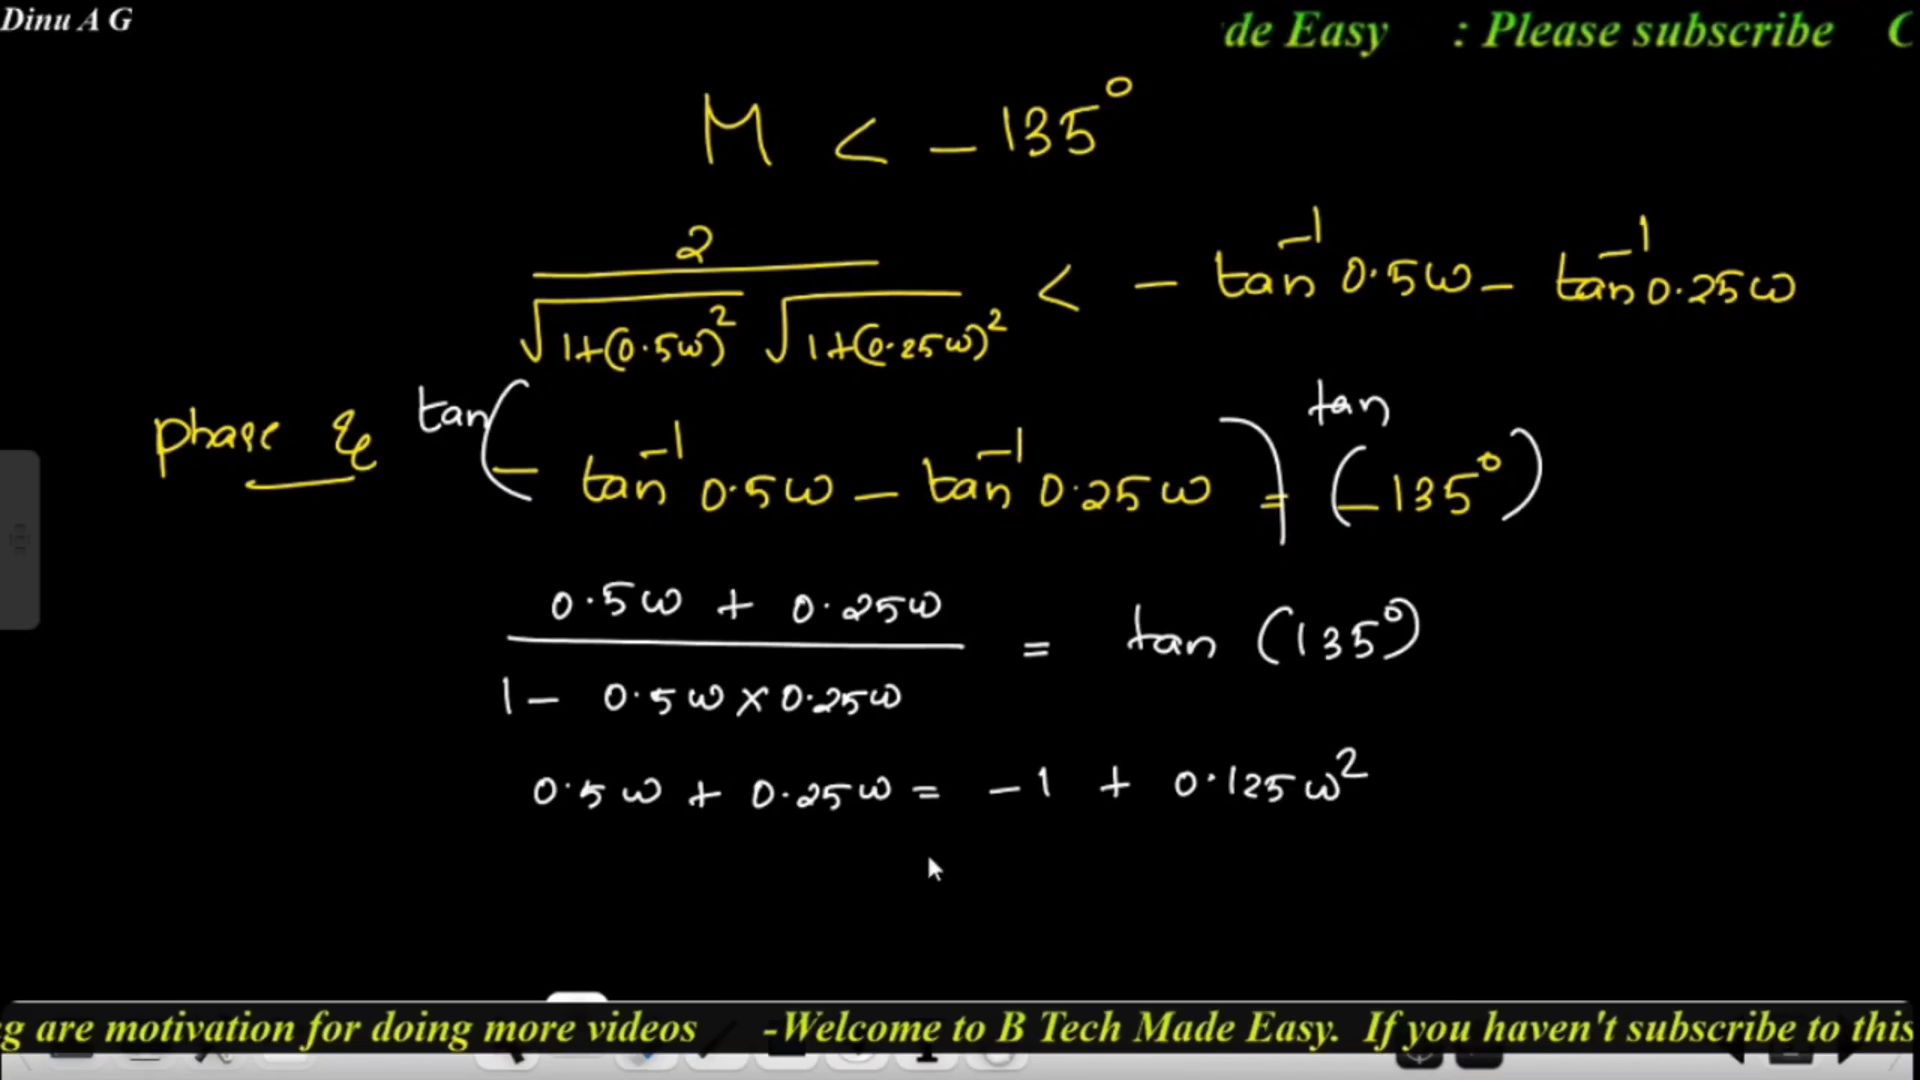 Dinu A G
de Easy : Please subscribe C
M < - 135°
2 / √1+(0.5ω)² √1+(0.25ω)² < - tan⁻¹ 0.5ω - tan⁻¹ 0.25ω
phase & tan(- tan⁻¹ 0.5ω - tan⁻¹ 0.25ω) = tan (-135°)
0.5ω + 0.25ω / 1 - 0.5ω × 0.25ω = tan (135°)
0.5ω + 0.25ω = -1 + 0.125ω²
g are motivation for doing more videos -Welcome to B Tech Made Easy. If you haven't subscribe to this